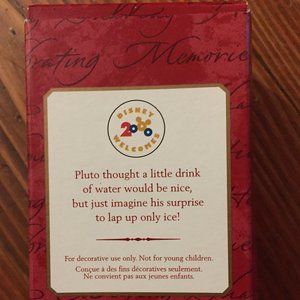 Memories
DISNEY
2000
WELCOMES
Pluto thought a little drink
of water would be nice,
but just imagine his surprise
to lap up only ice!
For decorative use only. Not for young children.
Conçue à des fins décoratives seulement.
Ne convient pas aux jeunes enfants.